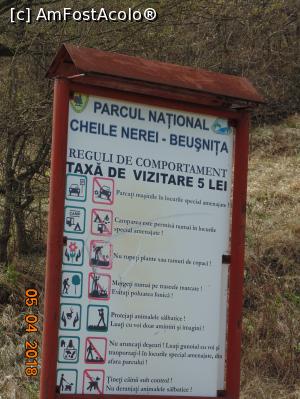 [c] AmFostAcolo®
PARCUL NAȚIONAL
CHEILE NEREI - BEUȘNIȚA
REGULI DE COMPORTAMENT
TAXĂ DE VIZITARE 5 LEI
Parcați mașinile în locurile special amenajate!
Camparea este permisă numai în locurile
special amenajate!
Nu rupeți plante sau ramuri de copaci!
Mergeți numai pe traseele marcate!
Evitați poluarea fonică!
Protejați animalele sălbatice!
Luați cu voi doar amintiri și imagini!
Nu aruncați deșeuri! Luați gunoiul cu voi și
transportați-l în locurile special amenajate, din
afara parcului!
Țineți câinii sub control!
Nu deranjați animalele sălbatice!
05 04 2018